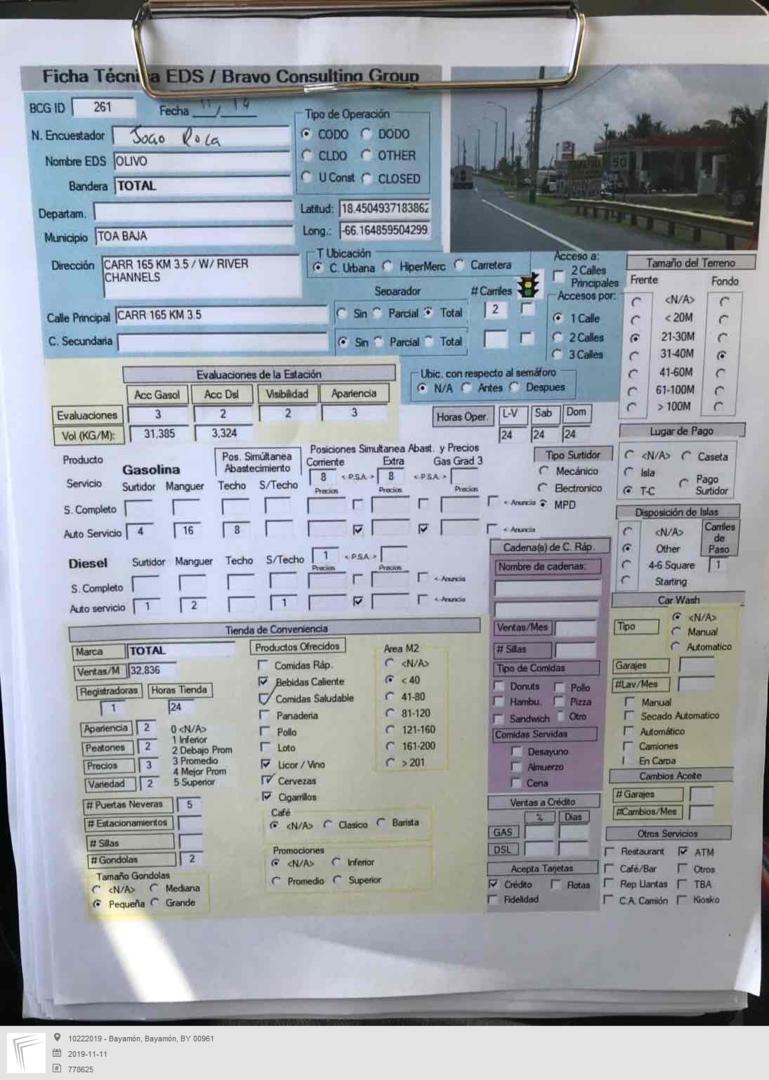 Ficha Técni a EDS / Bravo Consulting Group
BCG ID 261 Fecha 11/14
N. Encuestador Joao Roca
Nombre EDS OLIVO
Bandera TOTAL
Departam.
Municipio TOA BAJA
Tipo de Operación
CODO DODO
CLDO OTHER
U Const CLOSED
Latitud: 18.4504937183862
Long.: -66.164859504299
Dirección CARR 165 KM 3.5 / W/ RIVER
CHANNELS
Calle Principal CARR 165 KM 3.5
C. Secundaria
T Ubicación
C. Urbana HiperMerc Carretera
Separador # Carriles
Sin Parcial Total 2
Sin Parcial Total
Acceso a:
2 Calles
Principales
Accesos por:
1 Calle
2 Calles
3 Calles
Tamaño del Terreno
Frente Fondo
<N/A>
< 20M
21-30M
31-40M
41-60M
61-100M
> 100M
Evaluaciones de la Estación
Acc Gasol Acc Dsl Visibilidad Apariencia
Evaluaciones 3 2 2 3
Vol (KG/M): 31,385 3,324
Ubic. con respecto al semáforo
N/A Antes Despues
Horas Oper. L-V Sab Dom
24 24 24
Lugar de Pago
<N/A> Caseta
Isla Pago
T-C Surtidor
Producto Gasolina
Servicio Surtidor Manguer
Pos. Simúltanea
Abastecimiento
Techo S/Techo
Posiciones Simultanea Abast. y Precios
Corriente Extra Gas Grad 3
8 < P.S.A. > 8 < P.S.A. >
Precios Precios Precios
S. Completo < Anuncia
Auto Servicio 4 16 8 < Anuncia
Tipo Surtidor
Mecánico
Electronico
MPD
Disposición de Islas
<N/A>
Other
4-6 Square
Starting
Carriles
de
Paso
1
Diesel Surtidor Manguer Techo S/Techo 1 < P.S.A. >
Precios Precios
S. Completo < Anuncia
Auto servicio 1 2 1 < Anuncia
Cadena(s) de C. Ráp.
Nombre de cadenas:
Ventas/Mes
# Sillas
Tipo de Comidas
Donuts Pollo
Hambu. Pizza
Sandwich Otro
Comidas Servidas
Desayuno
Almuerzo
Cena
Ventas a Crédito
% Dias
GAS
DSL
Acepta Tarjetas
Crédito Flotas
Fidelidad
Car Wash
Tipo <N/A>
Manual
Automatico
Garajes
#Lav/Mes
Manual
Secado Automatico
Automático
Camiones
En Carpa
Cambios Aceite
# Garajes
#Cambios/Mes
Otros Servicios
Restaurant ATM
Café/Bar Otros
Rep Llantas TBA
C.A. Camión Kiosko
Tienda de Conveniencia
Marca TOTAL
Ventas/M 32,836
Registradoras Horas Tienda
1 24
Apariencia 2
Peatones 2
Precios 3
Variedad 2
0 <N/A>
1 Inferior
2 Debajo Prom
3 Promedio
4 Mejor Prom
5 Superior
# Puertas Neveras 5
# Estacionamientos
# Sillas
# Gondolas 2
Tamaño Gondolas
<N/A> Mediana
Pequeña Grande
Productos Ofrecidos
Comidas Ráp.
Bebidas Caliente
Comidas Saludable
Panaderia
Pollo
Loto
Licor / Vino
Cervezas
Cigarrillos
Area M2
<N/A>
< 40
41-80
81-120
121-160
161-200
> 201
Café
<N/A> Clasico Barista
Promociones
<N/A> Inferior
Promedio Superior
10222019 - Bayamón, Bayamón, BY 00961
2019-11-11
778625